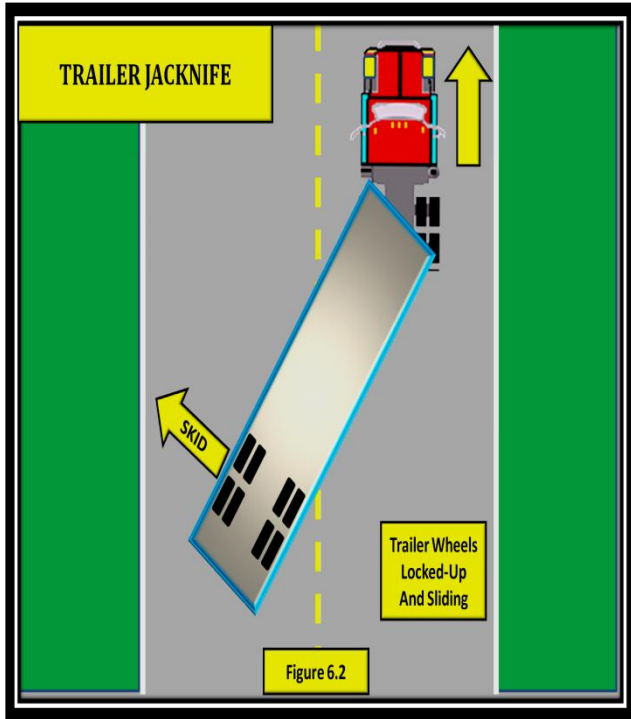 TRAILER JACKNIFE
SKID
Trailer Wheels
Locked-Up
And Sliding
Figure 6.2